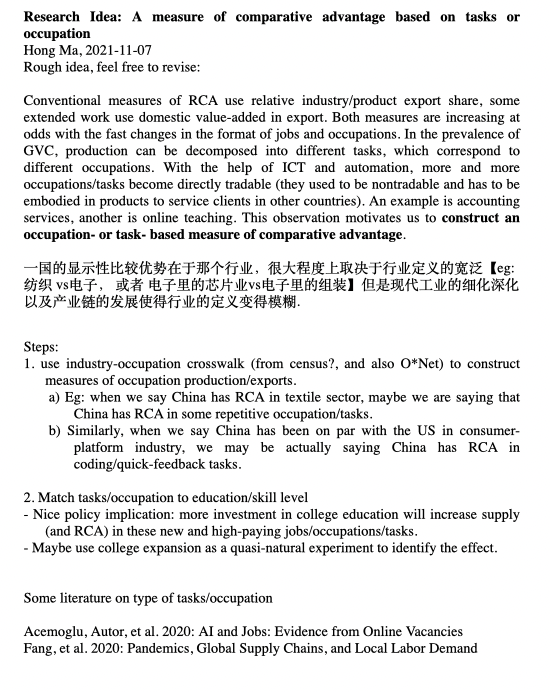 Research Idea: A measure of comparative advantage based on tasks or
occupation
Hong Ma, 2021-11-07
Rough idea, feel free to revise:
Conventional measures of RCA use relative industry/product export share, some
extended work use domestic value-added in export. Both measures are increasing at
odds with the fast changes in the format of jobs and occupations. In the prevalence of
GVC, production can be decomposed into different tasks, which correspond to
different occupations. With the help of ICT and automation, more and more
occupations/tasks become directly tradable (they used to be nontradable and has to be
embodied in products to service clients in other countries). An example is accounting
services, another is online teaching. This observation motivates us to construct an
occupation- or task- based measure of comparative advantage.
一国的显示性比较优势在于那个行业，很大程度上取决于行业定义的宽泛【eg:
纺织 vs电子， 或者 电子里的芯片业vs电子里的组装】但是现代工业的细化深化
以及产业链的发展使得行业的定义变得模糊.
Steps:
1. use industry-occupation crosswalk (from census?, and also O*Net) to construct
measures of occupation production/exports.
a) Eg: when we say China has RCA in textile sector, maybe we are saying that
China has RCA in some repetitive occupation/tasks.
b) Similarly, when we say China has been on par with the US in consumer-
platform industry, we may be actually saying China has RCA in
coding/quick-feedback tasks.
2. Match tasks/occupation to education/skill level
- Nice policy implication: more investment in college education will increase supply
(and RCA) in these new and high-paying jobs/occupations/tasks.
- Maybe use college expansion as a quasi-natural experiment to identify the effect.
Some literature on type of tasks/occupation
Acemoglu, Autor, et al. 2020: AI and Jobs: Evidence from Online Vacancies
Fang, et al. 2020: Pandemics, Global Supply Chains, and Local Labor Demand